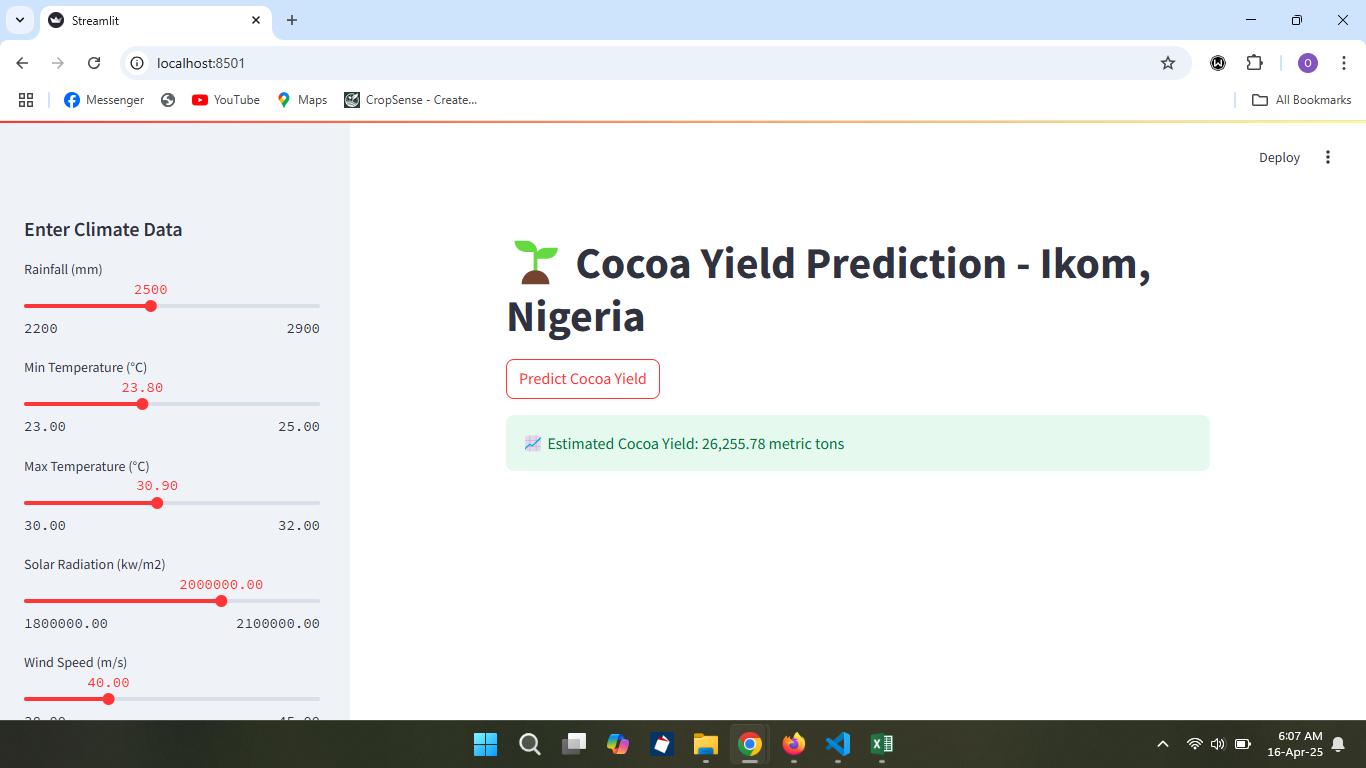 Streamlit
localhost:8501
O
Messenger
YouTube
Maps
CropSense - Create...
All Bookmarks
Deploy
Enter Climate Data
Rainfall (mm)
2500
2200 2900
Min Temperature (°C)
23.80
23.00 25.00
Max Temperature (°C)
30.90
30.00 32.00
Solar Radiation (kw/m2)
2000000.00
1800000.00 2100000.00
Wind Speed (m/s)
40.00
45.00
Cocoa Yield Prediction - Ikom,
Nigeria
Predict Cocoa Yield
Estimated Cocoa Yield: 26,255.78 metric tons
6:07 AM
16-Apr-25